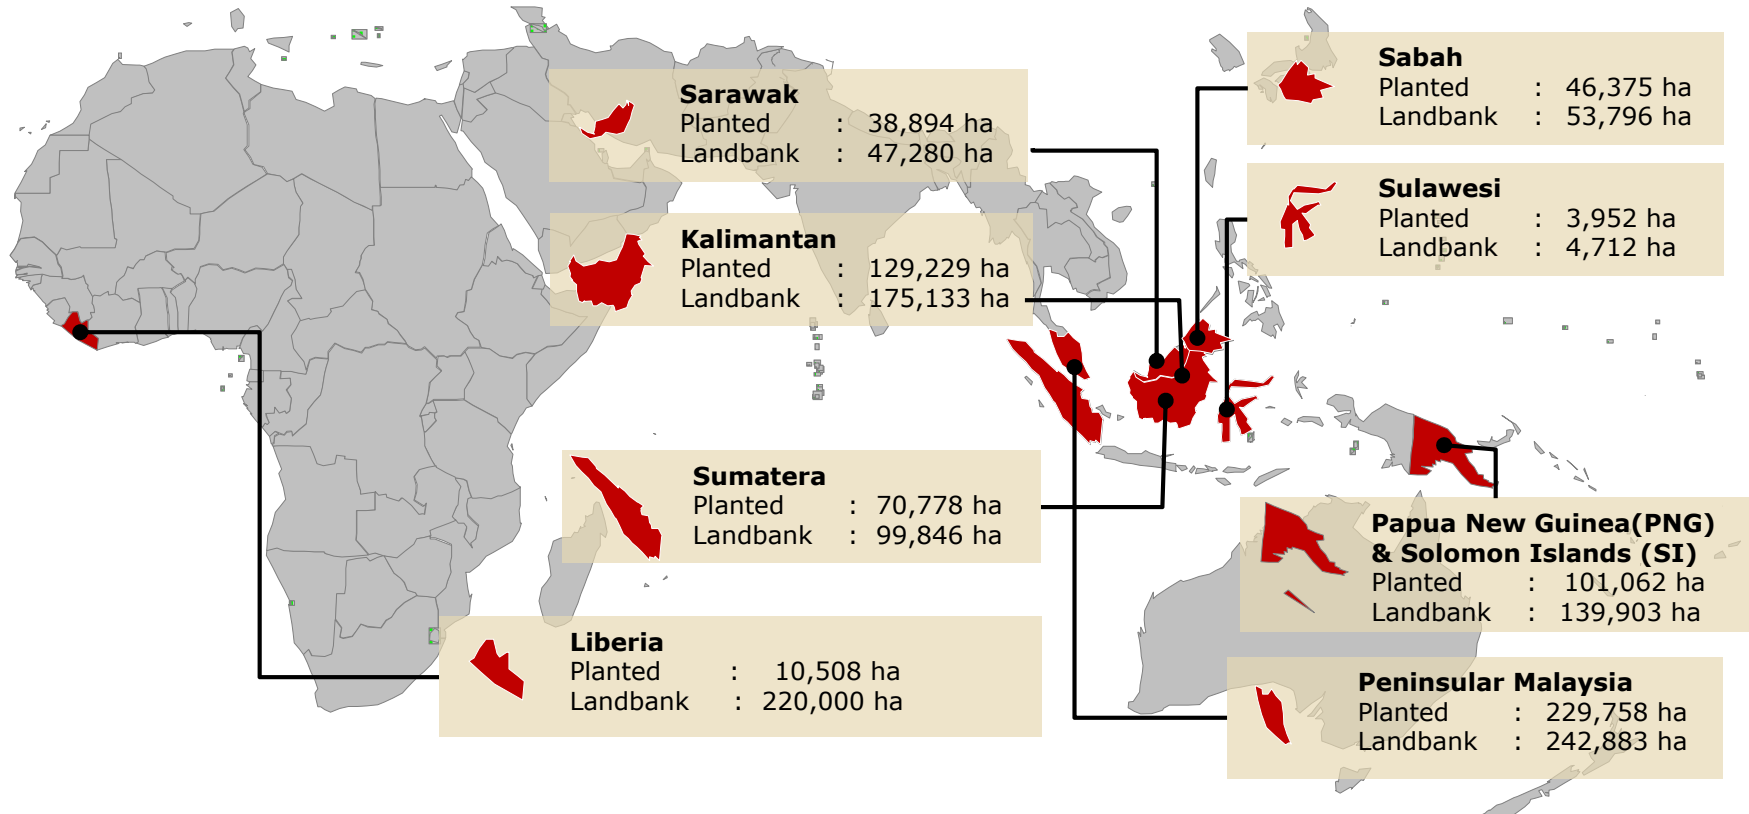 Sarawak
Planted : 38,894 ha
Landbank : 47,280 ha
Kalimantan
Planted : 129,229 ha
Landbank : 175,133 ha
Sumatera
Planted : 70,778 ha
Landbank : 99,846 ha
Liberia
Planted : 10,508 ha
Landbank : 220,000 ha
Sabah
Planted : 46,375 ha
Landbank : 53,796 ha
Sulawesi
Planted : 3,952 ha
Landbank : 4,712 ha
Papua New Guinea(PNG)
& Solomon Islands (SI)
Planted : 101,062 ha
Landbank : 139,903 ha
Peninsular Malaysia
Planted : 229,758 ha
Landbank : 242,883 ha